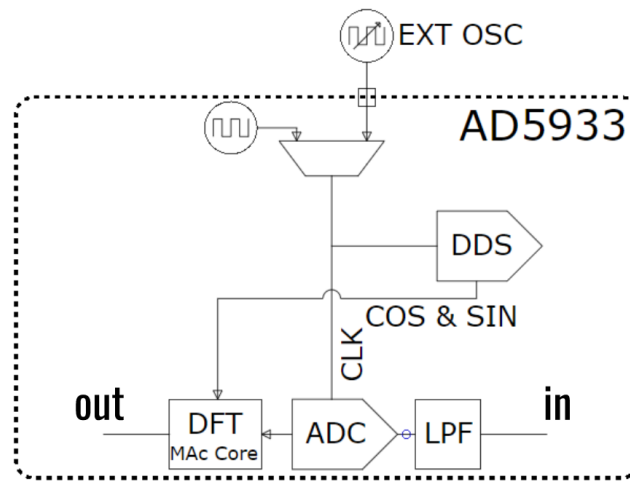 EXT OSC
AD5933
DDS
COS & SIN
CLK
out
in
DFT
MAc Core
ADC
LPF